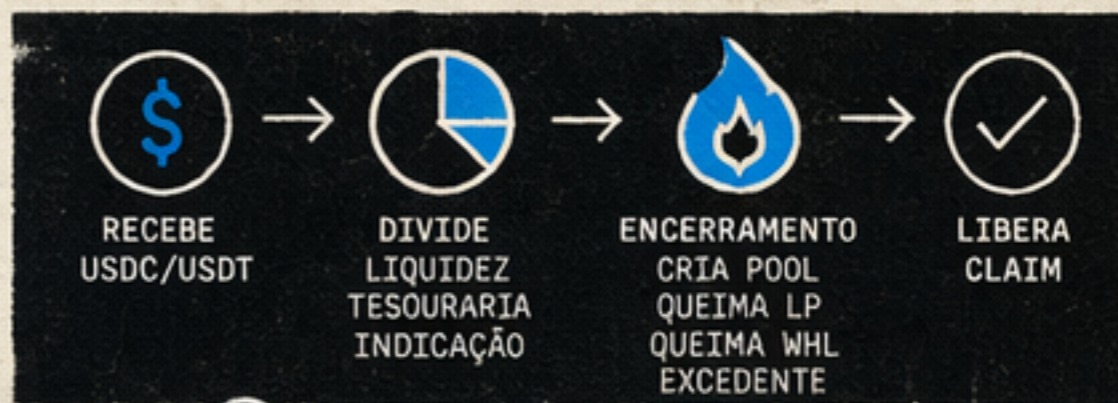 $
RECEBE
USDC/USDT
DIVIDE
LIQUIDEZ
TESOURARIA
INDICAÇÃO
ENCERRAMENTO
CRIA POOL
QUEIMA LP
QUEIMA WHL
EXCEDENTE
LIBERA
CLAIM